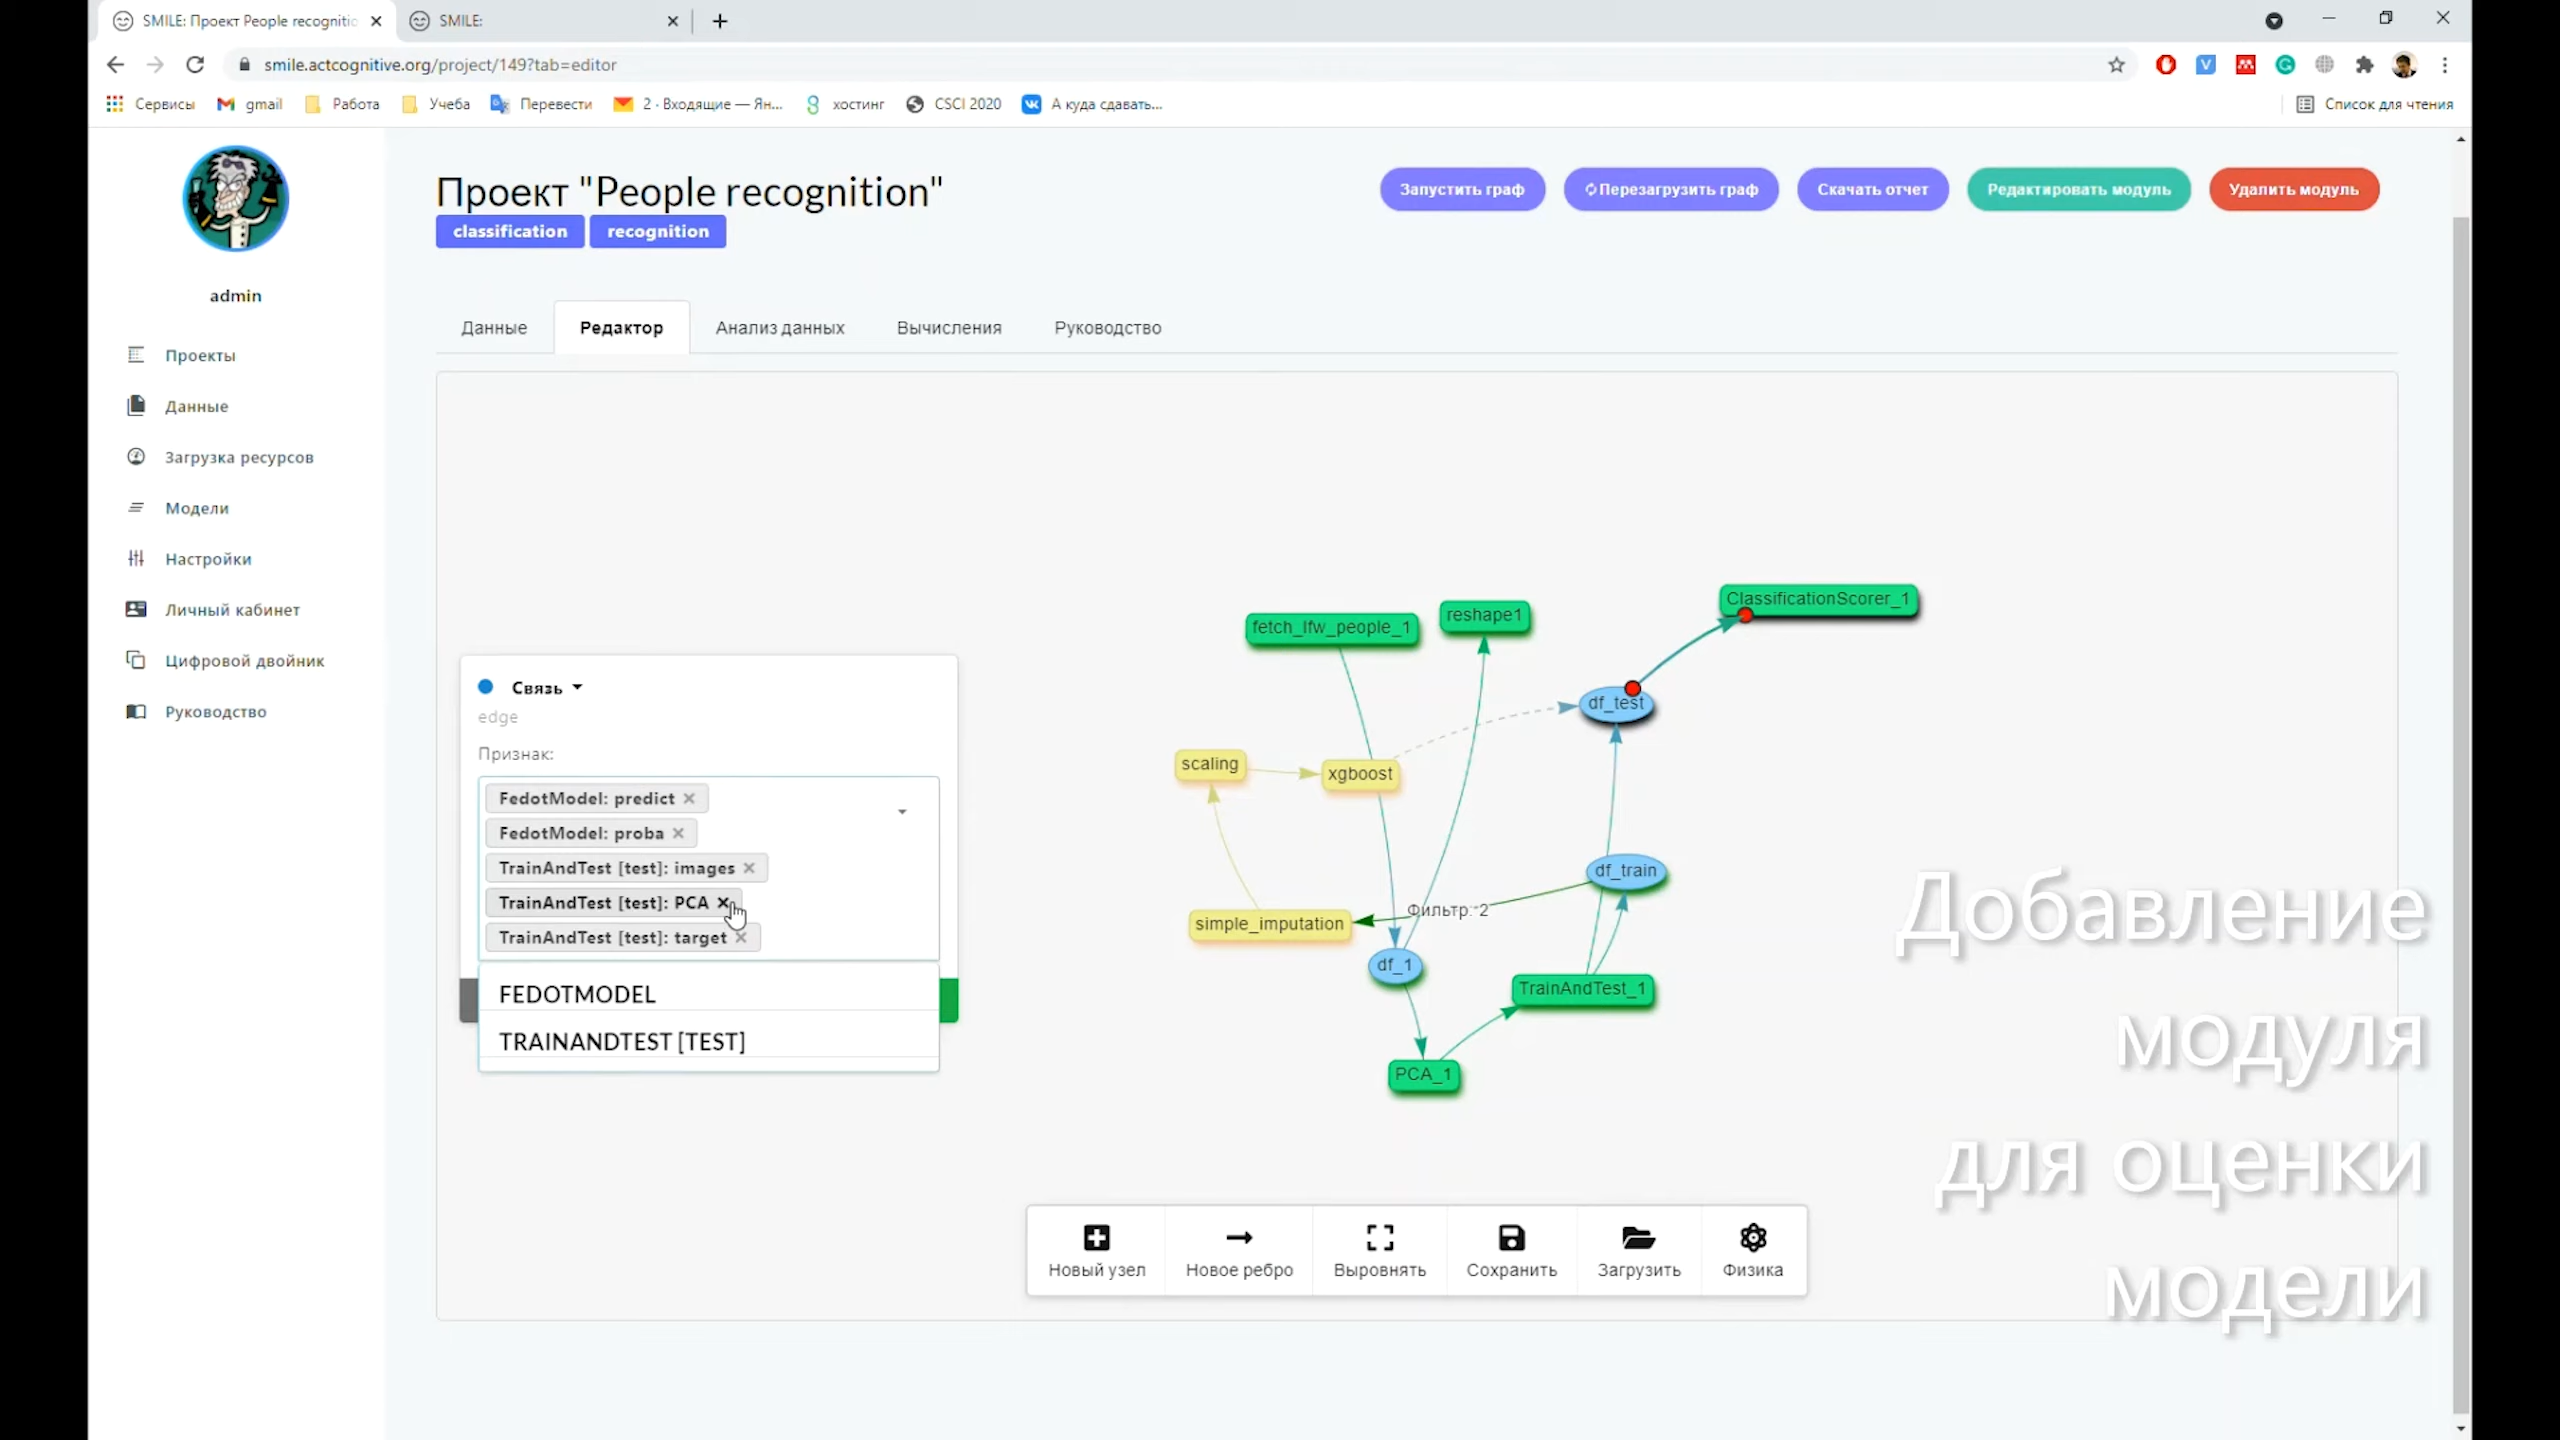 SMILE: Проект People recognitio
SMILE:
smile.actcognitive.org/project/149?tab=editor
Сервисы
gmail
Работа
Учеба
Перевести
2 · Входящие — Ян...
хостинг
CSCI 2020
А куда сдавать...
Список для чтения
Проект "People recognition"
classification
recognition
Запустить граф
Перезагрузить граф
Скачать отчет
Редактировать модуль
Удалить модуль
admin
Проекты
Данные
Загрузка ресурсов
Модели
Настройки
Личный кабинет
Цифровой двойник
Руководство
Данные
Редактор
Анализ данных
Вычисления
Руководство
Связь
edge
Признак:
FedotModel: predict
FedotModel: proba
TrainAndTest [test]: images
TrainAndTest [test]: PCA
TrainAndTest [test]: target
FEDOTMODEL
TRAINANDTEST [TEST]
ClassificationScorer_1
reshape1
fetch_lfw_people_1
df_test
scaling
xgboost
df_train
Фильтр: 2
simple_imputation
df_1
TrainAndTest_1
PCA_1
Добавление
модуля
для оценки
модели
Новый узел
Новое ребро
Выровнять
Сохранить
Загрузить
Физика